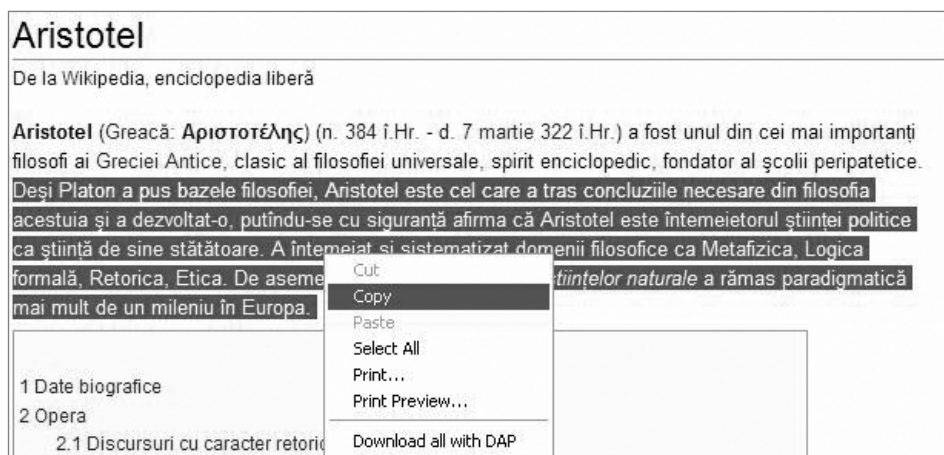 Aristotel
De la Wikipedia, enciclopedia liberă
Aristotel (Greacă: Αριστοτέλης) (n. 384 î.Hr. - d. 7 martie 322 î.Hr.) a fost unul din cei mai importanți
filosofi ai Greciei Antice, clasic al filosofiei universale, spirit enciclopedic, fondator al școlii peripatetice.
Deși Platon a pus bazele filosofiei, Aristotel este cel care a tras concluziile necesare din filosofia
acestuia și a dezvoltat-o, putîndu-se cu siguranță afirma că Aristotel este întemeietorul științei politice
ca știință de sine stătătoare. A întemeiat și sistematizat domenii filosofice ca Metafizica, Logica
formală, Retorica, Etica. De aseme științelor naturale a rămas paradigmatică
mai mult de un mileniu în Europa.
Cut
Copy
Paste
Select All
Print...
Print Preview...
Download all with DAP
1 Date biografice
2 Opera
2.1 Discursuri cu caracter retoric